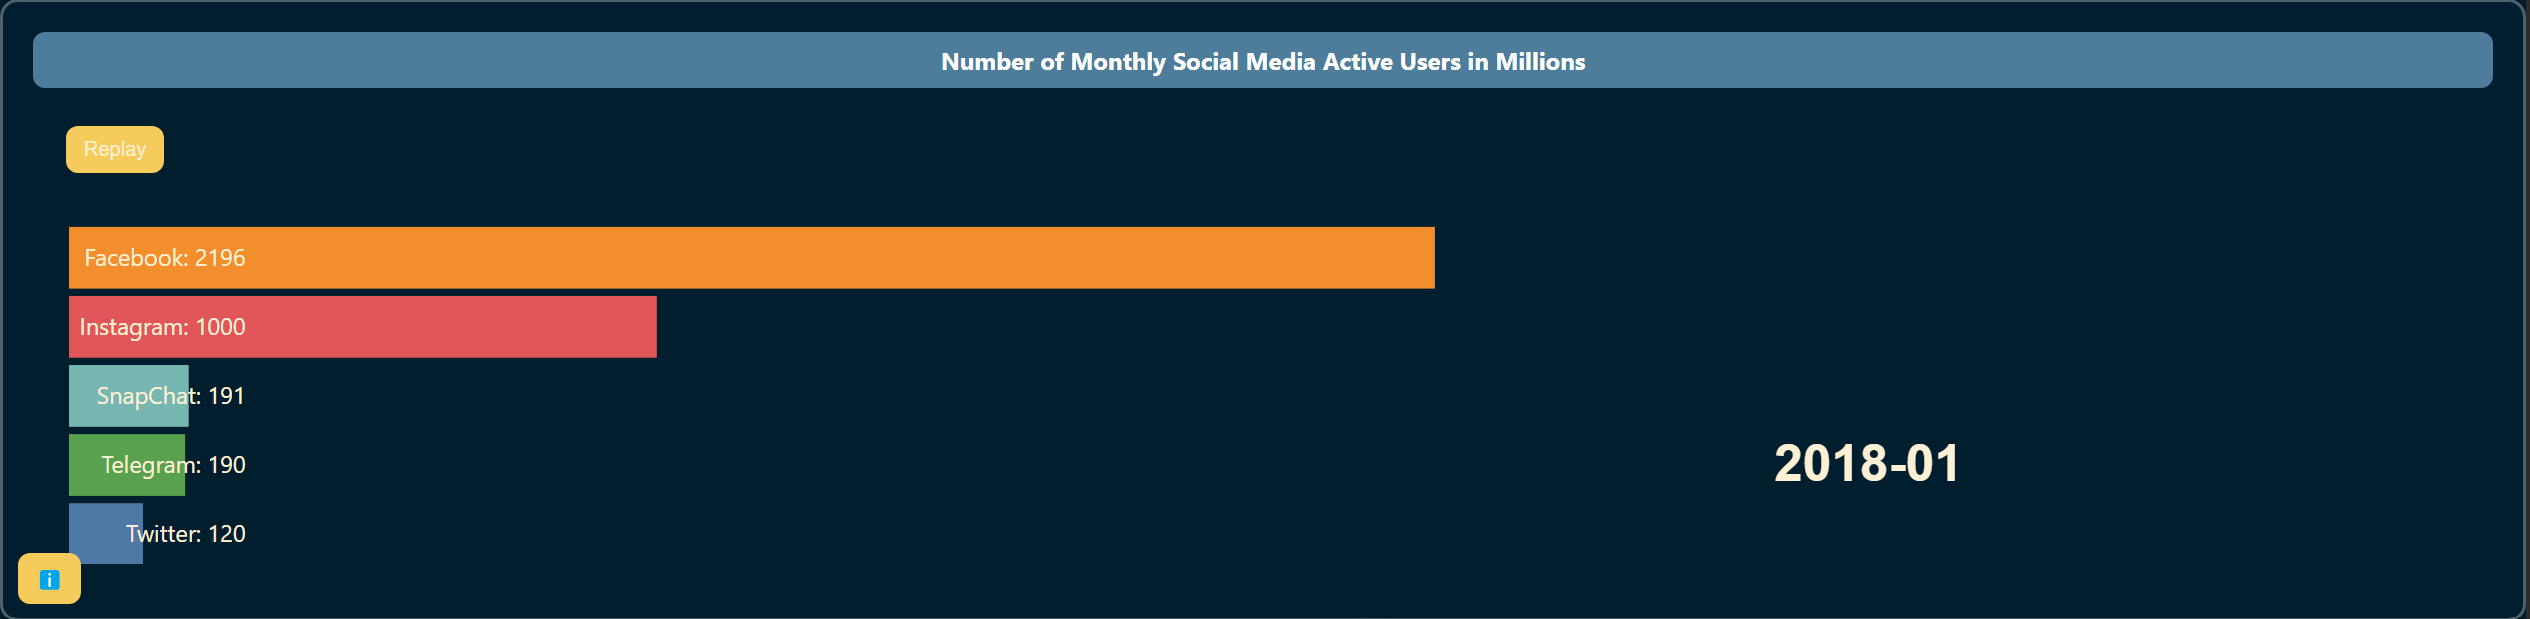 Number of Monthly Social Media Active Users in Millions
Replay
Facebook: 2196
Instagram: 1000
SnapChat: 191
Telegram: 190
2018-01
Twitter: 120
i